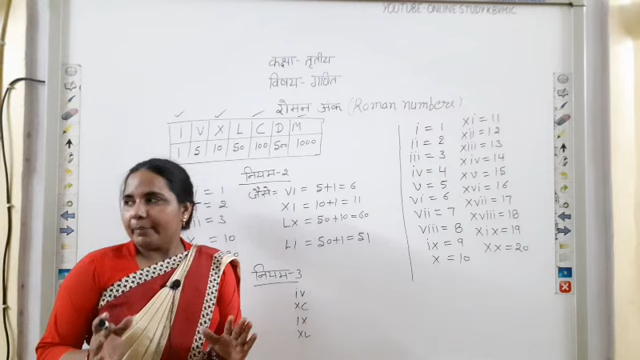 YOUTUBE-ONLINE STUDY KBVMIC
कक्षा- तृतीय
विषय- गणित
रोमन अंक (Roman numbers)
I V X L C D M
1 5 10 50 100 500 1000
नियम-2
जैसे= VI = 5+1=6
XI = 10+1=11
LX = 50+10=60
LI = 50+1=51
= 1
= 2
= 3
= 10
नियम-3
iv
XC
IX
XL
i = 1
ii = 2
iii = 3
iv = 4
v = 5
vi = 6
vii = 7
viii = 8
ix = 9
x = 10
xi = 11
xii = 12
xiii = 13
xiv = 14
xv = 15
xvi = 16
xvii = 17
xviii = 18
xix = 19
xx = 20